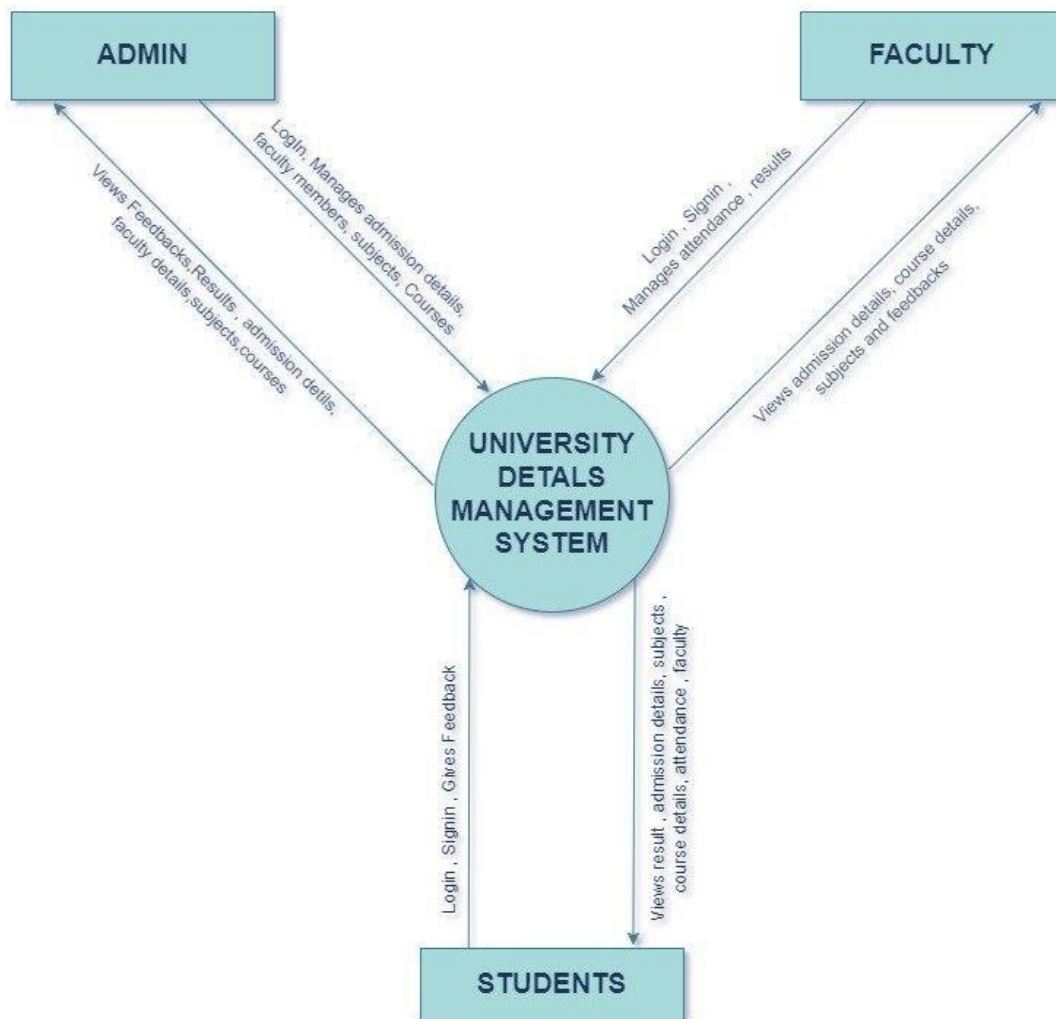 ADMIN
FACULTY
LogIn, Manages admission details,
faculty members, subjects, Courses
Views Feedbacks,Results , admission detils,
faculty details,subjects,courses
Login , Signin ,
Manages attendance , results
Views admission details, course details,
subjects and feedbacks
UNIVERSITY
DETALS
MANAGEMENT
SYSTEM
Login , Signin , Gives Feedback
Views result , admission details, subjects ,
course details, attendance , faculty
STUDENTS